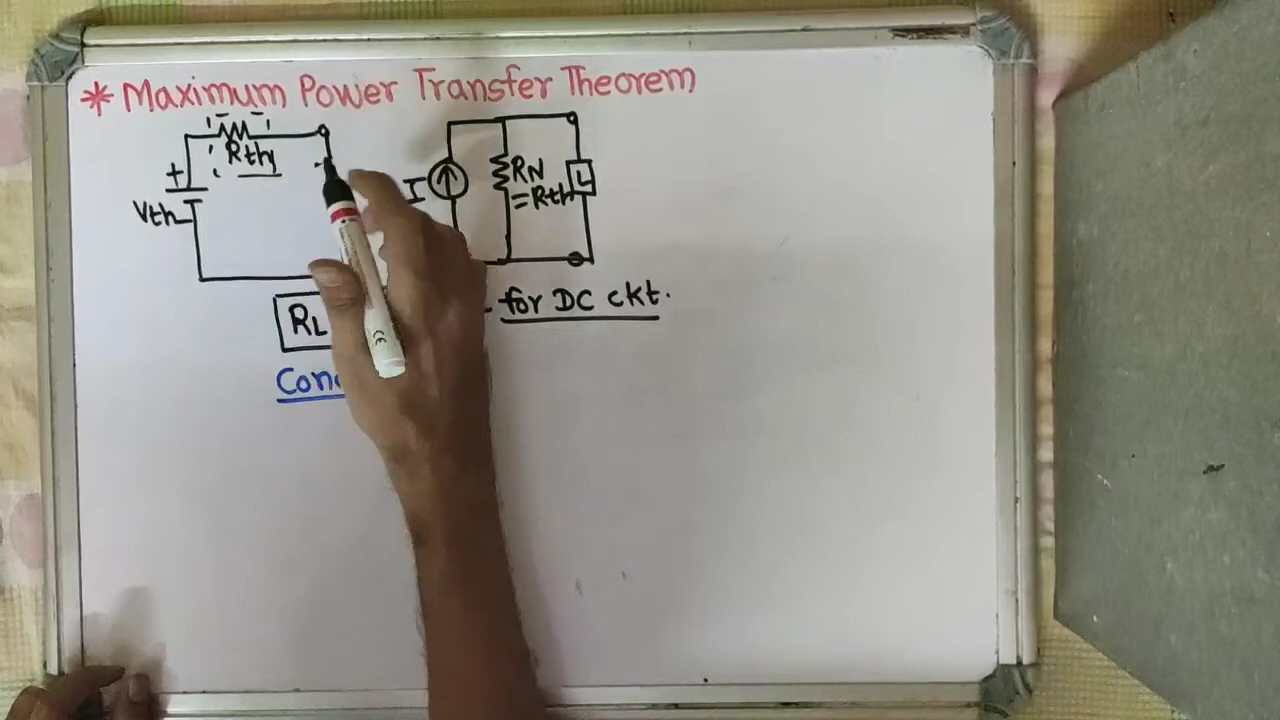 * Maximum Power Transfer Theorem
Rth
+
Vth
I
RN
= Rth
L
RL
for DC ckt.